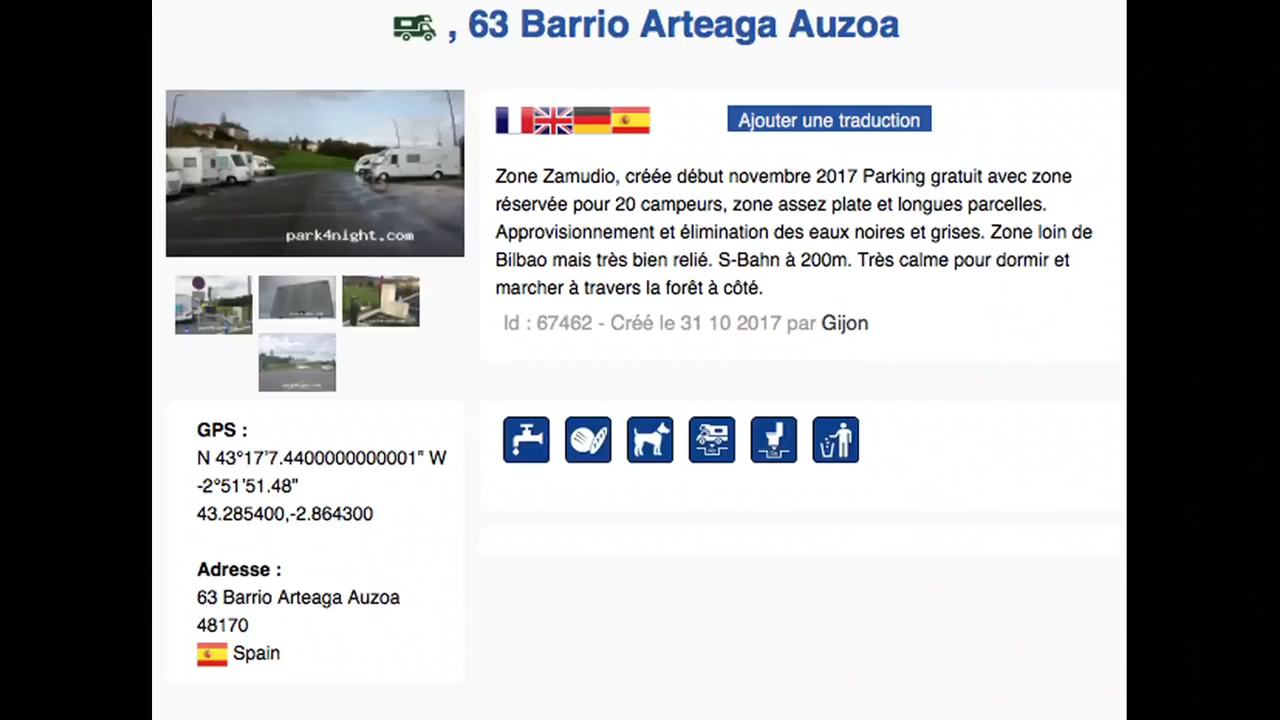 , 63 Barrio Arteaga Auzoa
park4night.com
Ajouter une traduction
Zone Zamudio, créée début novembre 2017 Parking gratuit avec zone
réservée pour 20 campeurs, zone assez plate et longues parcelles.
Approvisionnement et élimination des eaux noires et grises. Zone loin de
Bilbao mais très bien relié. S-Bahn à 200m. Très calme pour dormir et
marcher à travers la forêt à côté.
Id : 67462 - Créé le 31 10 2017 par Gijon
GPS :
N 43°17'7.4400000000001" W
-2°51'51.48"
43.285400,-2.864300
Adresse :
63 Barrio Arteaga Auzoa
48170
Spain